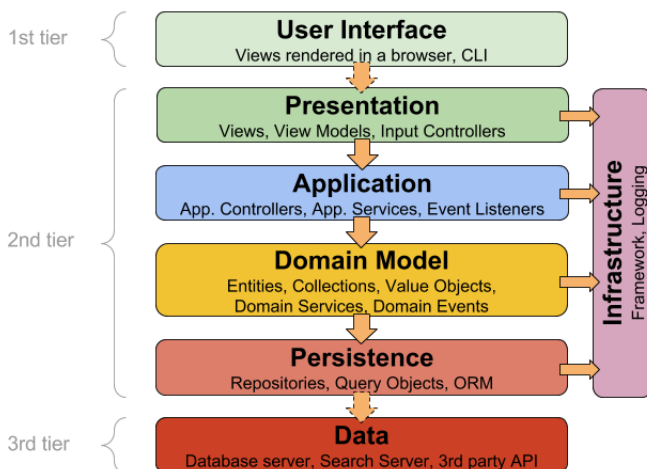 1st tier
User Interface
Views rendered in a browser, CLI
2nd tier
Presentation
Views, View Models, Input Controllers
Application
App. Controllers, App. Services, Event Listeners
Domain Model
Entities, Collections, Value Objects,
Domain Services, Domain Events
Persistence
Repositories, Query Objects, ORM
Infrastructure
Framework, Logging
3rd tier
Data
Database server, Search Server, 3rd party API